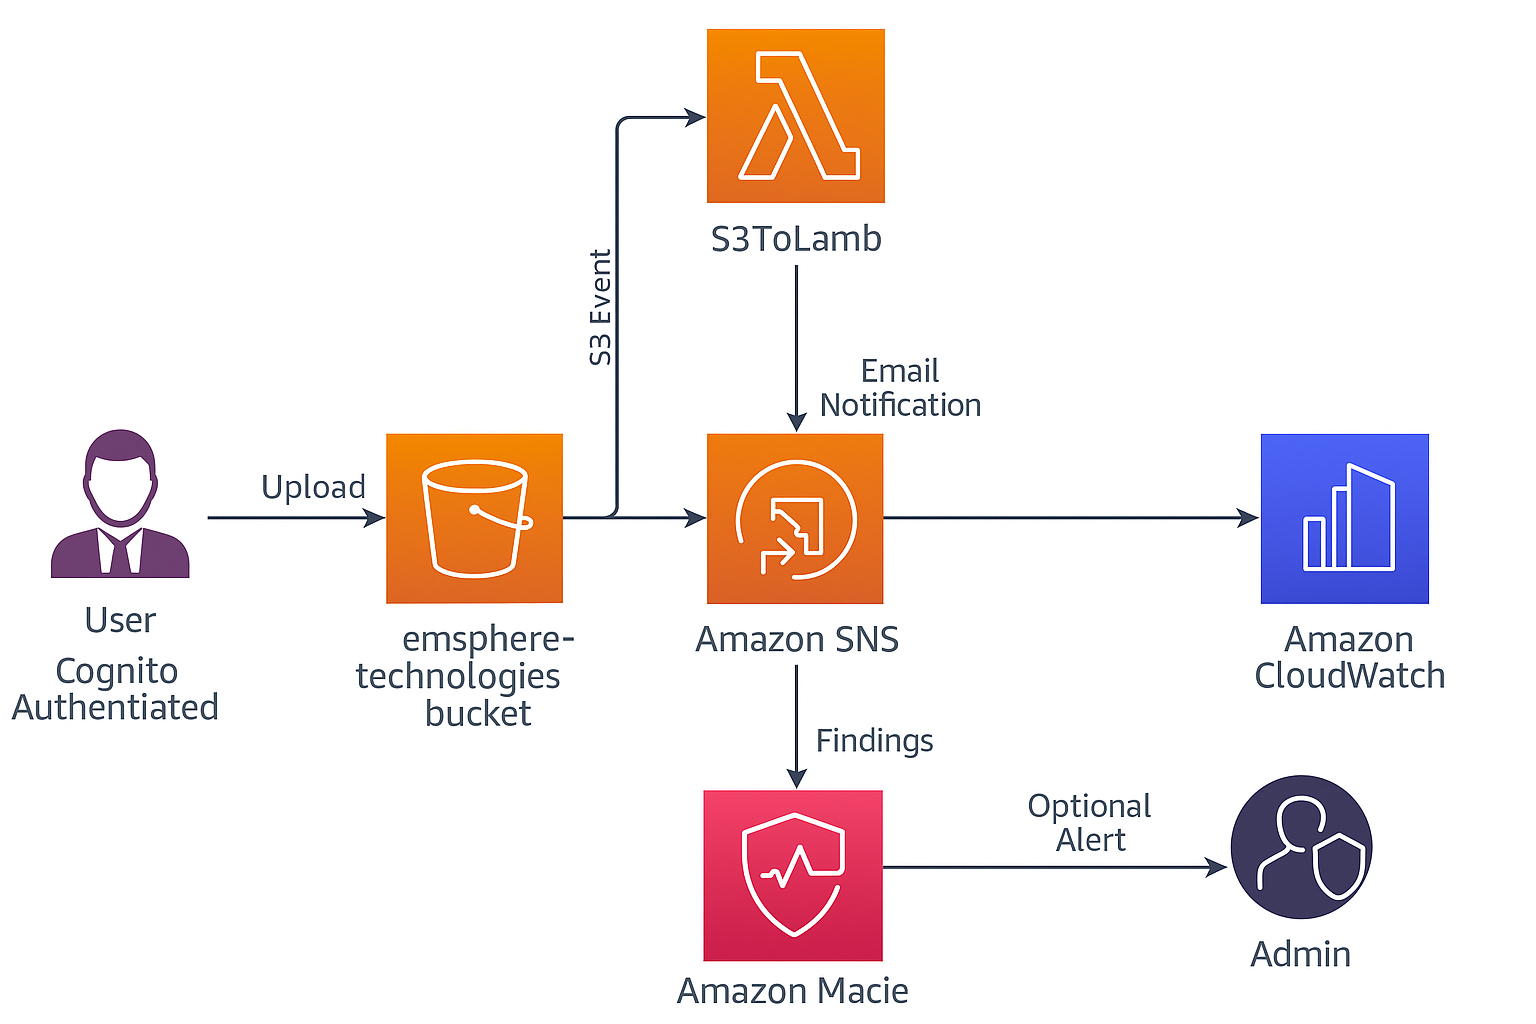 S3ToLamb
S3 Event
Email
Notification
Upload
User
Cognito
Authentiated
emsphere-
technologies
bucket
Amazon SNS
Amazon
CloudWatch
Findings
Optional
Alert
Amazon Macie
Admin